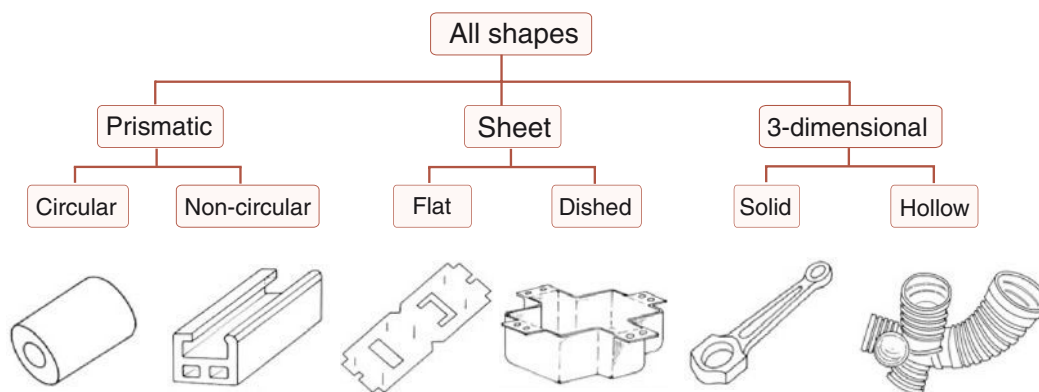 All shapes
Prismatic
Sheet
3-dimensional
Circular
Non-circular
Flat
Dished
Solid
Hollow